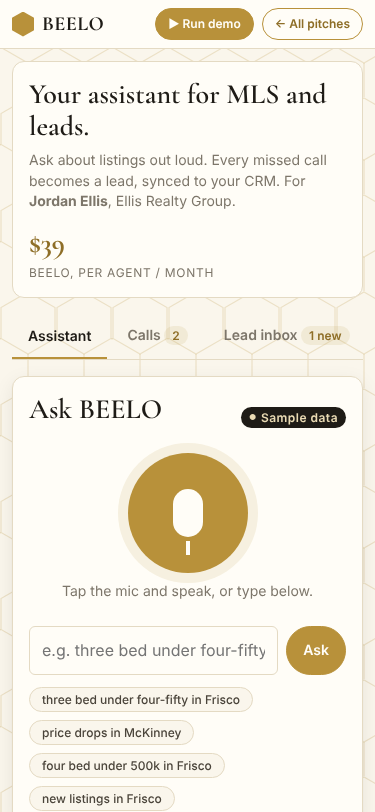 BEELO
▶ Run demo
← All pitches
Your assistant for MLS and
leads.
Ask about listings out loud. Every missed call
becomes a lead, synced to your CRM. For
Jordan Ellis, Ellis Realty Group.
$39
BEELO, PER AGENT / MONTH
Assistant
Calls 2
Lead inbox 1 new
Ask BEELO
● Sample data
Tap the mic and speak, or type below.
e.g. three bed under four-fifty
Ask
three bed under four-fifty in Frisco
price drops in McKinney
four bed under 500k in Frisco
new listings in Frisco